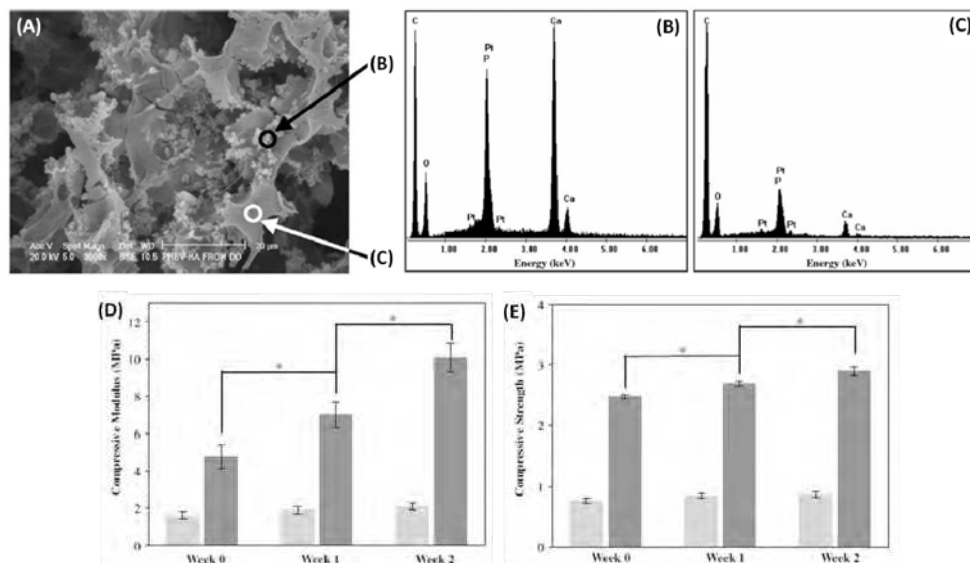 (A)
(B)
(C)
Acc V Spot Magn Det WD 20 µm
20.0 kV 5.0 3000x BSE 10.5 PHBV-HA FROM DO
(B)
C
O
Pt
P
Pt
Pt
Ca
Ca
1.00 2.00 3.00 4.00 5.00 6.00
Energy (keV)
(C)
C
O
Pt
P
Pt
Pt
Ca
Ca
1.00 2.00 3.00 4.00 5.00 6.00
Energy (keV)
(D)
Compressive Modulus (MPa)
12
10
8
6
4
2
0
*
*
Week 0 Week 1 Week 2
(E)
Compressive Strength (MPa)
4
3
2
1
0
*
*
Week 0 Week 1 Week 2